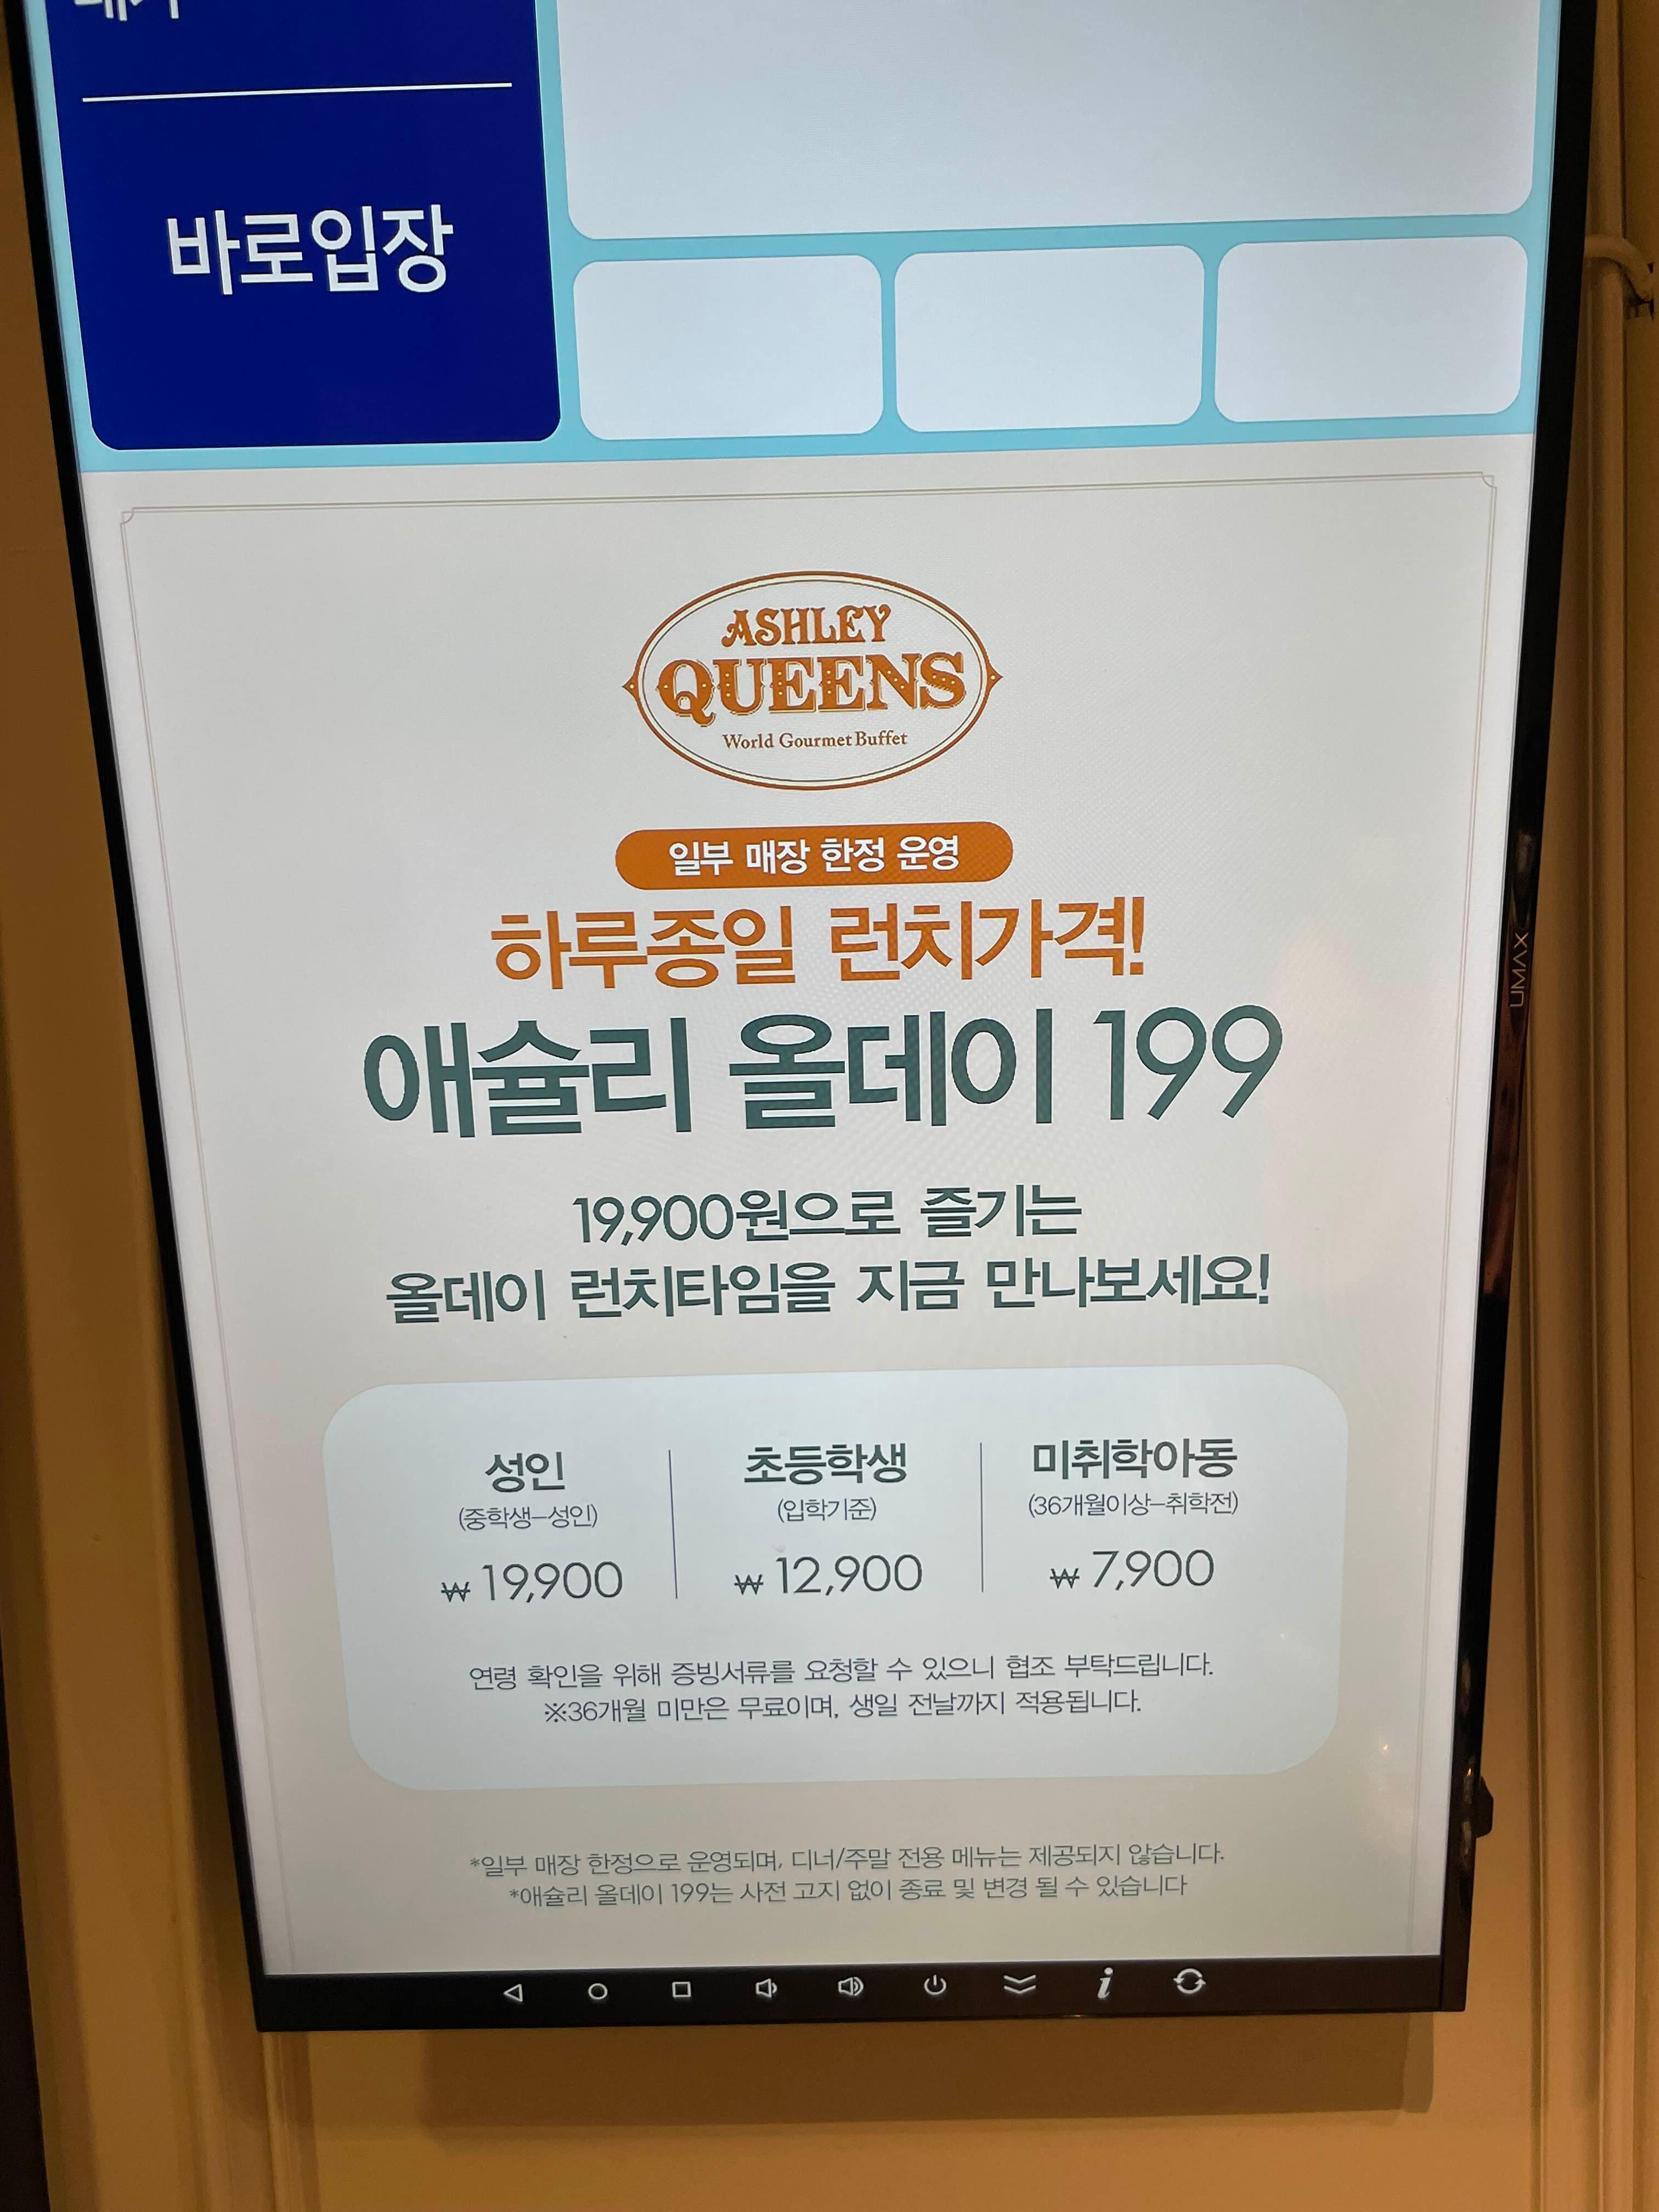 바로입장
ASHLEY
QUEENS
World Gourmet Buffet
일부 매장 한정 운영
하루종일 런치가격!
애슐리 올데이 199
19,900원으로 즐기는
올데이 런치타임을 지금 만나보세요!
성인
(중학생-성인)
₩ 19,900
초등학생
(입학기준)
₩ 12,900
미취학아동
(36개월이상-취학전)
₩ 7,900
연령 확인을 위해 증빙서류를 요청할 수 있으니 협조 부탁드립니다.
※36개월 미만은 무료이며, 생일 전날까지 적용됩니다.
*일부 매장 한정으로 운영되며, 디너/주말 전용 메뉴는 제공되지 않습니다.
*애슐리 올데이 199는 사전 고지 없이 종료 및 변경 될 수 있습니다
UMAX